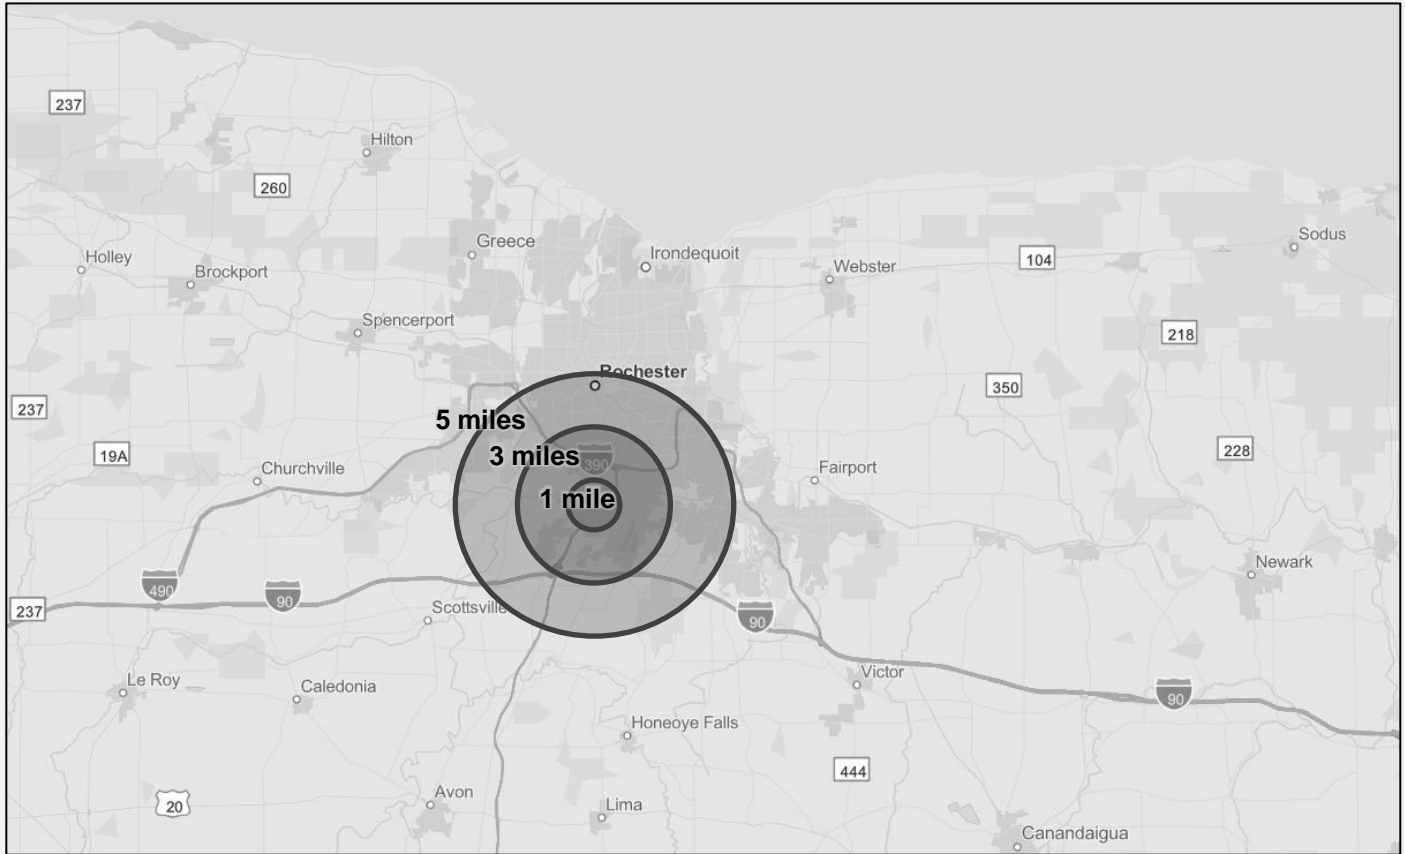 237
Hilton
260
Greece
Irondequoit
Sodus
Holley
Brockport
Webster
104
Spencerport
218
Rochester
350
237
5 miles
19A
3 miles
390
228
Churchville
Fairport
1 mile
Newark
490
90
237
Scottsville
90
Le Roy
Caledonia
Victor
90
Honeoye Falls
444
20
Avon
Lima
Canandaigua